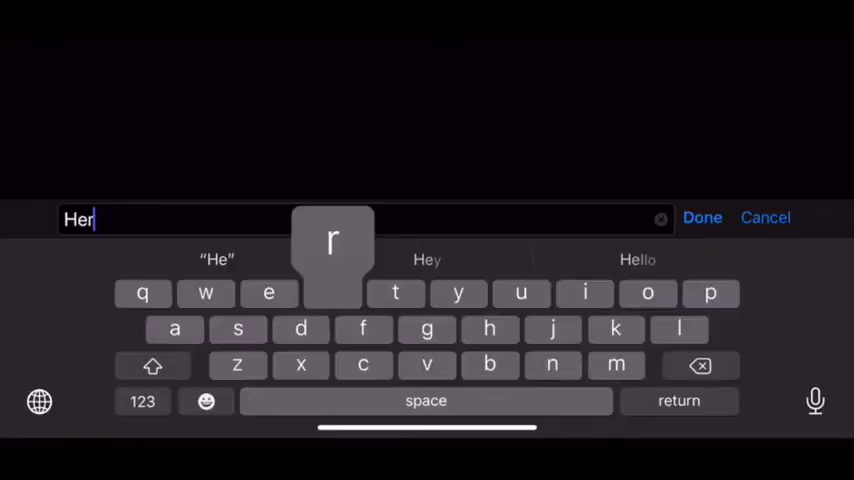 Her
Done Cancel
r
“He” Hey Hello
q w e t y u i o p
a s d f g h j k l
z x c v b n m
123 space return